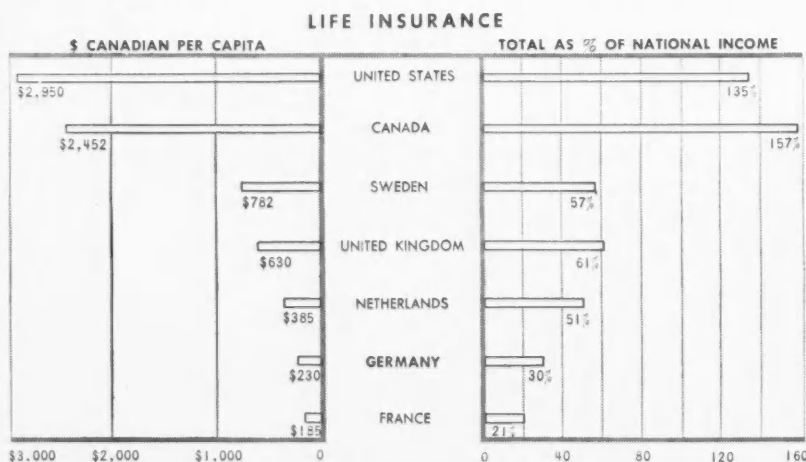 LIFE INSURANCE
$ CANADIAN PER CAPITA
TOTAL AS % OF NATIONAL INCOME
UNITED STATES
$2,950
135%
CANADA
$2,452
157%
SWEDEN
$782
57%
UNITED KINGDOM
$630
61%
NETHERLANDS
$385
51%
GERMANY
$230
30%
FRANCE
$185
21%
$3,000 $2,000 $1,000 0
0 40 80 120 160